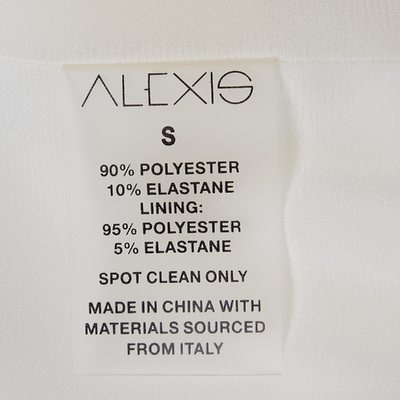 ALEXIS
S
90% POLYESTER
10% ELASTANE
LINING:
95% POLYESTER
5% ELASTANE
SPOT CLEAN ONLY
MADE IN CHINA WITH
MATERIALS SOURCED
FROM ITALY